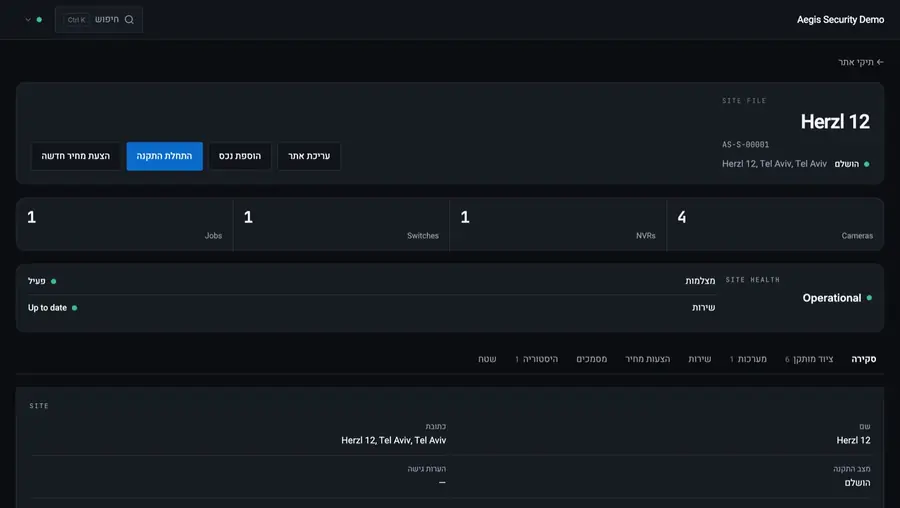 Aegis Security Demo
חיפוש Ctrl K
← תיקי אתר
SITE FILE
Herzl 12
AS-S-00001
הושלם Herzl 12, Tel Aviv, Tel Aviv
עריכת אתר
הוספת נכס
התחלת התקנה
הצעת מחיר חדשה
4
Cameras
1
NVRs
1
Switches
1
Jobs
SITE HEALTH
Operational
מצלמות
פעיל
שירות
Up to date
סקירה
ציוד מותקן 6
מערכות 1
שירות
הצעות מחיר
מסמכים
היסטוריה 1
שטח
SITE
שם
Herzl 12
כתובת
Herzl 12, Tel Aviv, Tel Aviv
מצב התקנה
הושלם
הערות גישה
—